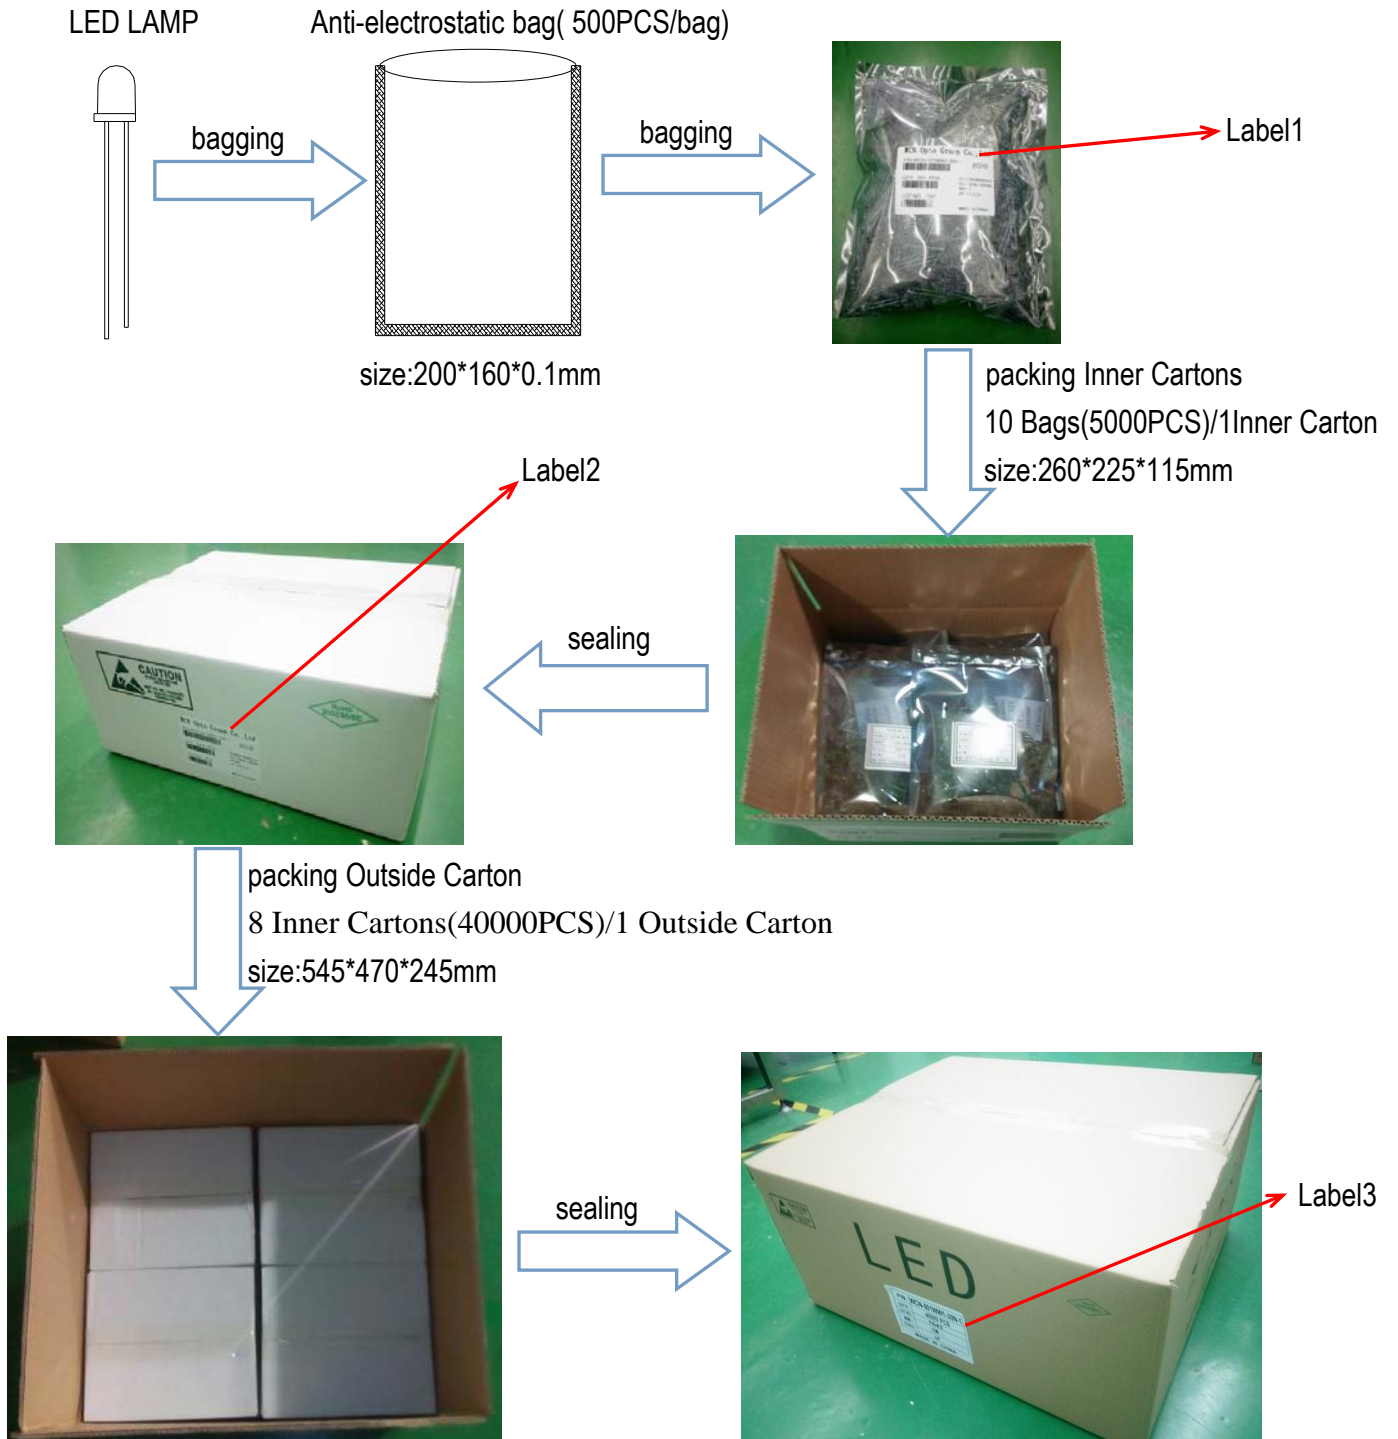 LED LAMP
Anti-electrostatic bag( 500PCS/bag)
bagging
bagging
Label1
size:200*160*0.1mm
packing Inner Cartons
10 Bags(5000PCS)/1Inner Carton
size:260*225*115mm
Label2
sealing
CAUTION
packing Outside Carton
8 Inner Cartons(40000PCS)/1 Outside Carton
size:545*470*245mm
sealing
LED
Label3